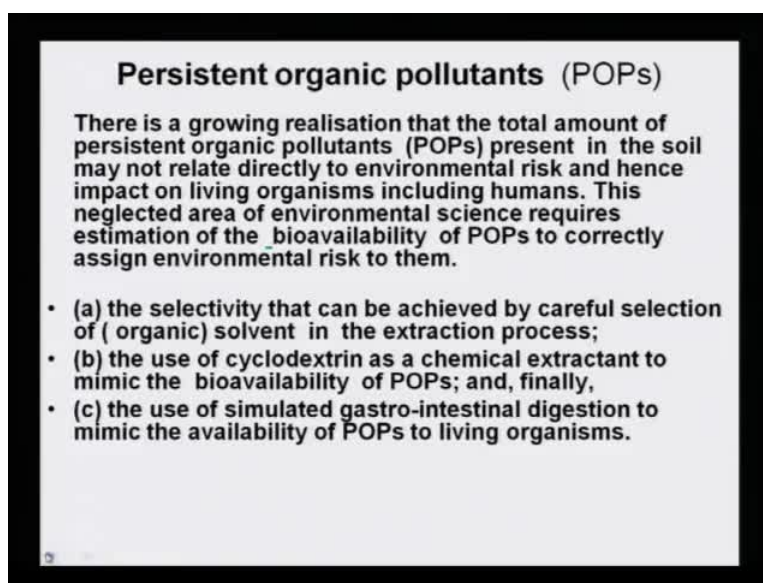 Persistent organic pollutants (POPs)
There is a growing realisation that the total amount of
persistent organic pollutants (POPs) present in the soil
may not relate directly to environmental risk and hence
impact on living organisms including humans. This
neglected area of environmental science requires
estimation of the _bioavailability of POPs to correctly
assign environmental risk to them.
• (a) the selectivity that can be achieved by careful selection
of ( organic) solvent in the extraction process;
• (b) the use of cyclodextrin as a chemical extractant to
mimic the bioavailability of POPs; and, finally,
• (c) the use of simulated gastro-intestinal digestion to
mimic the availability of POPs to living organisms.